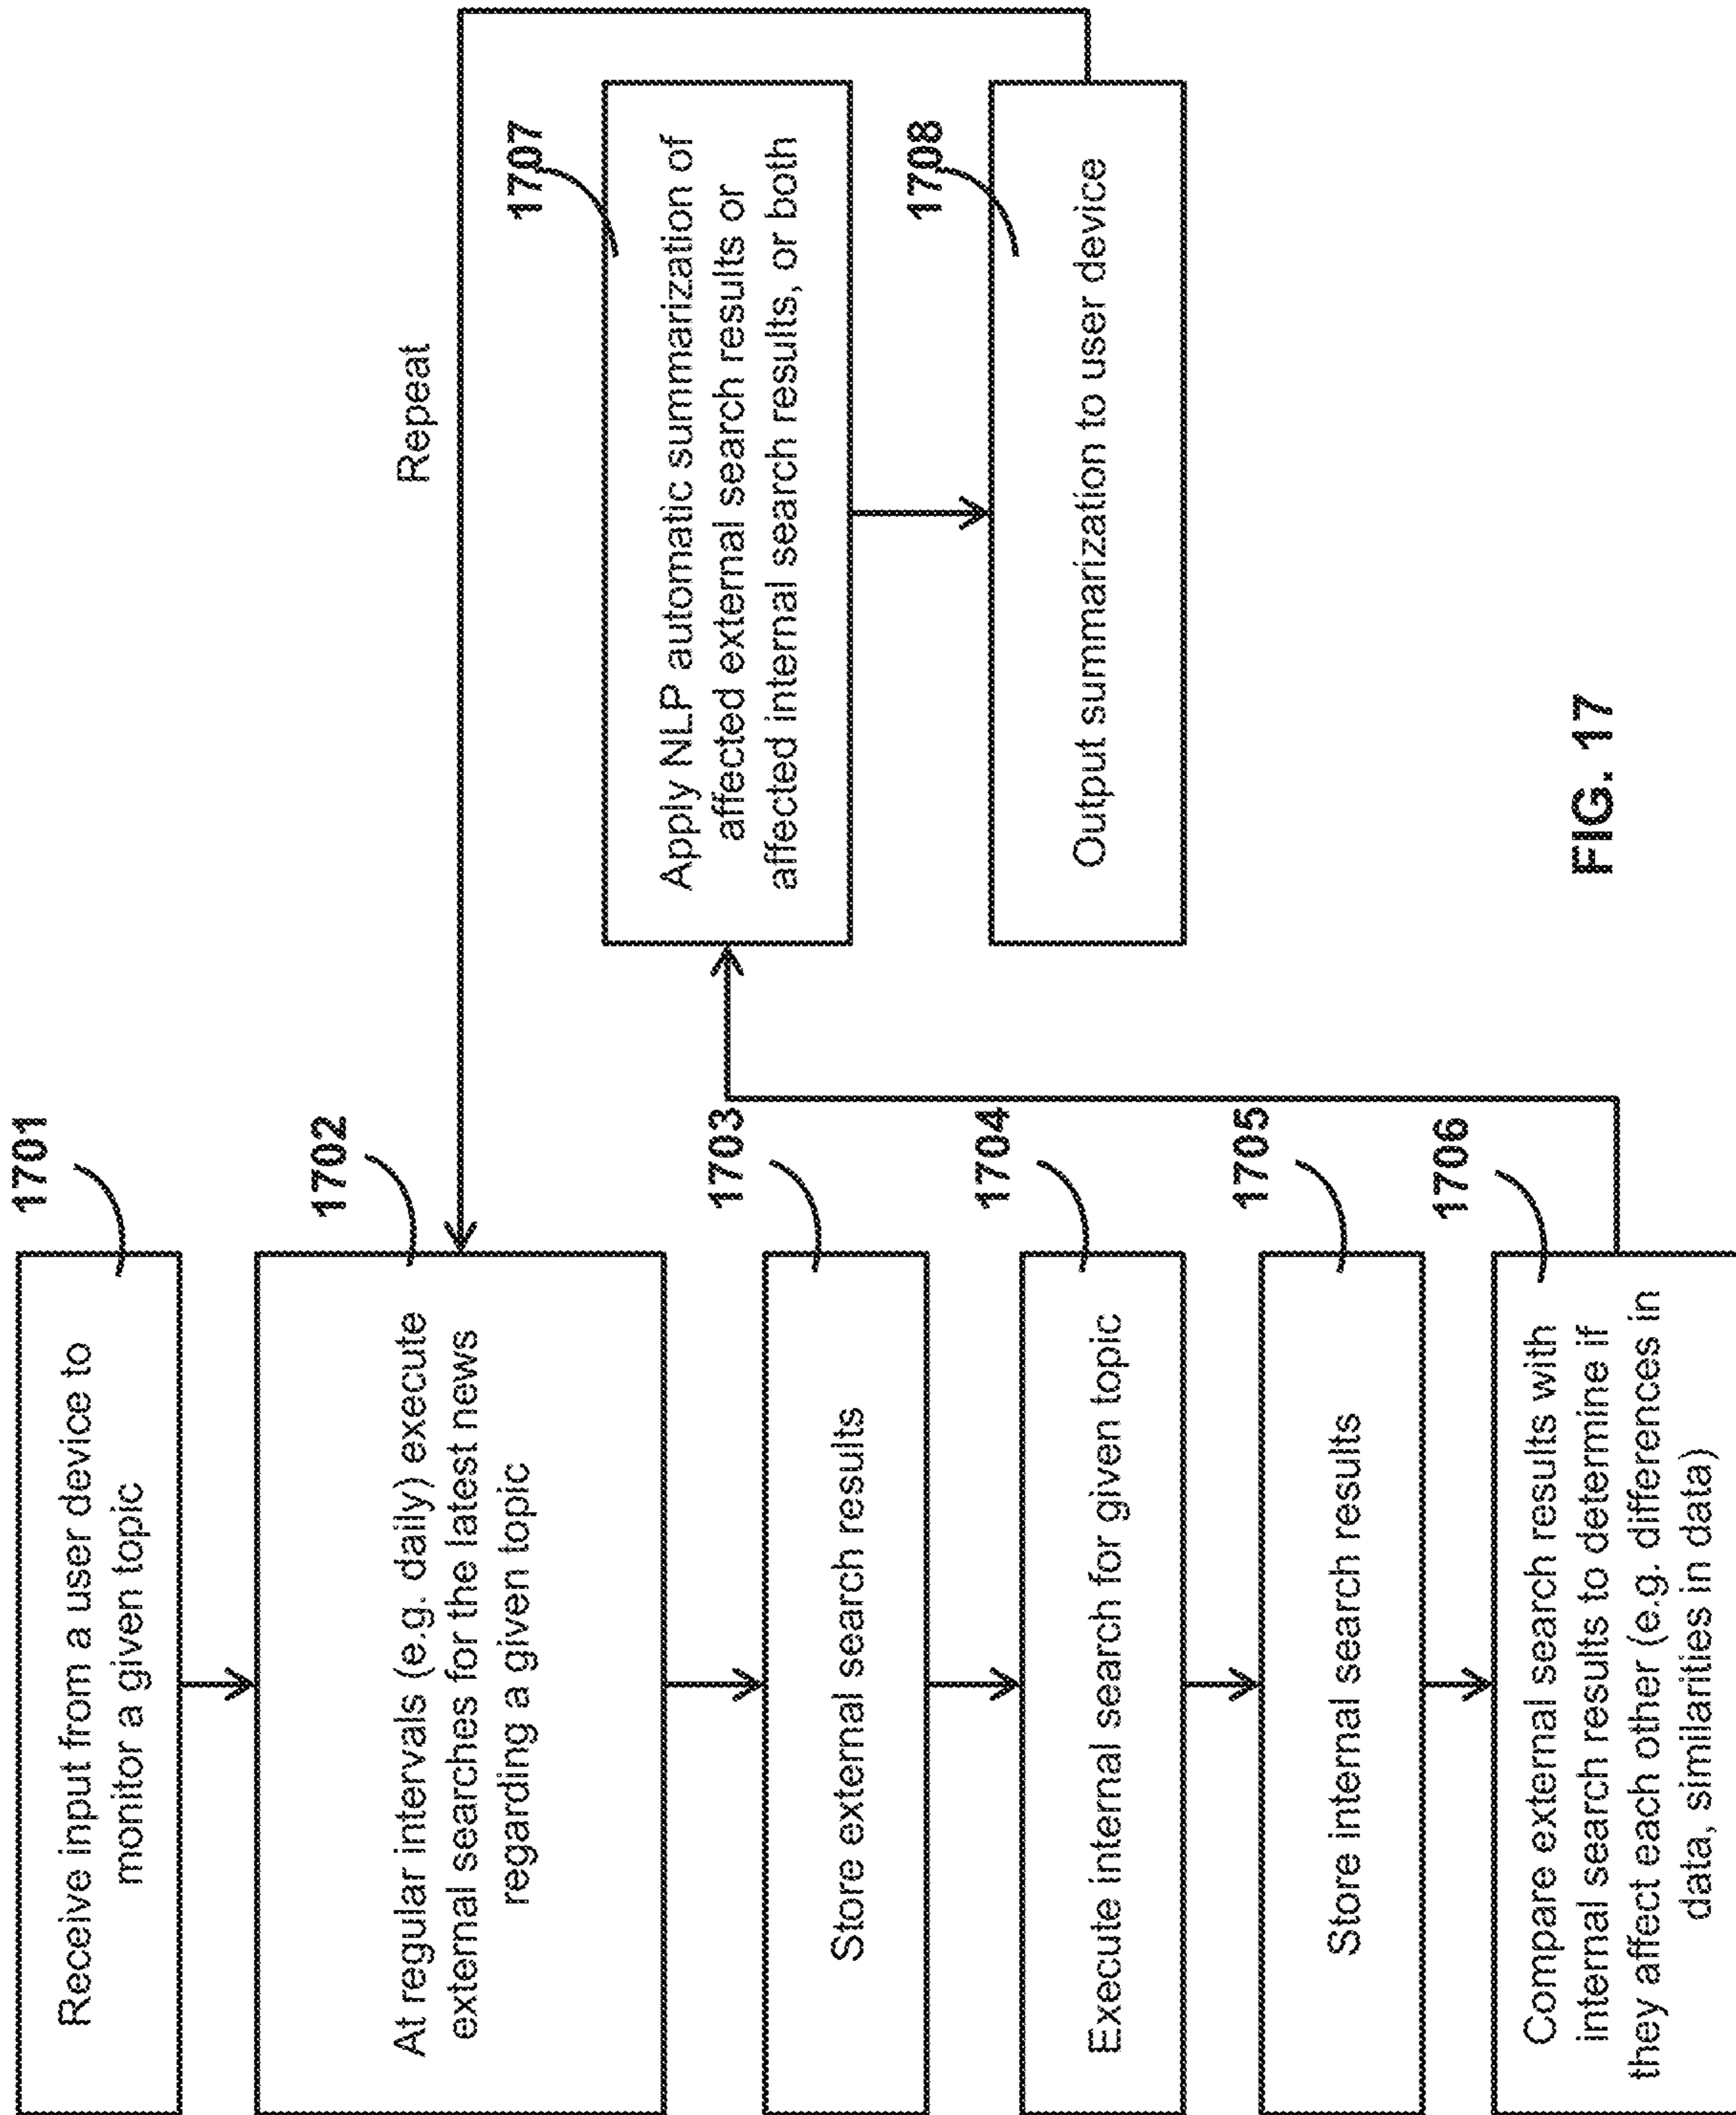 1701
Receive input from a user device to
monitor a given topic
1702
At regular intervals (e.g. daily) execute
external searches for the latest news
regarding a given topic
1703
Store external search results
1704
Execute internal search for given topic
1705
Store internal search results
1706
Compare external search results with
internal search results to determine if
they affect each other (e.g. differences in
data, similarities in data)
Repeat
1707
Apply NLP automatic summarization of
affected external search results or
affected internal search results, or both
1708
Output summarization to user device
FIG. 17